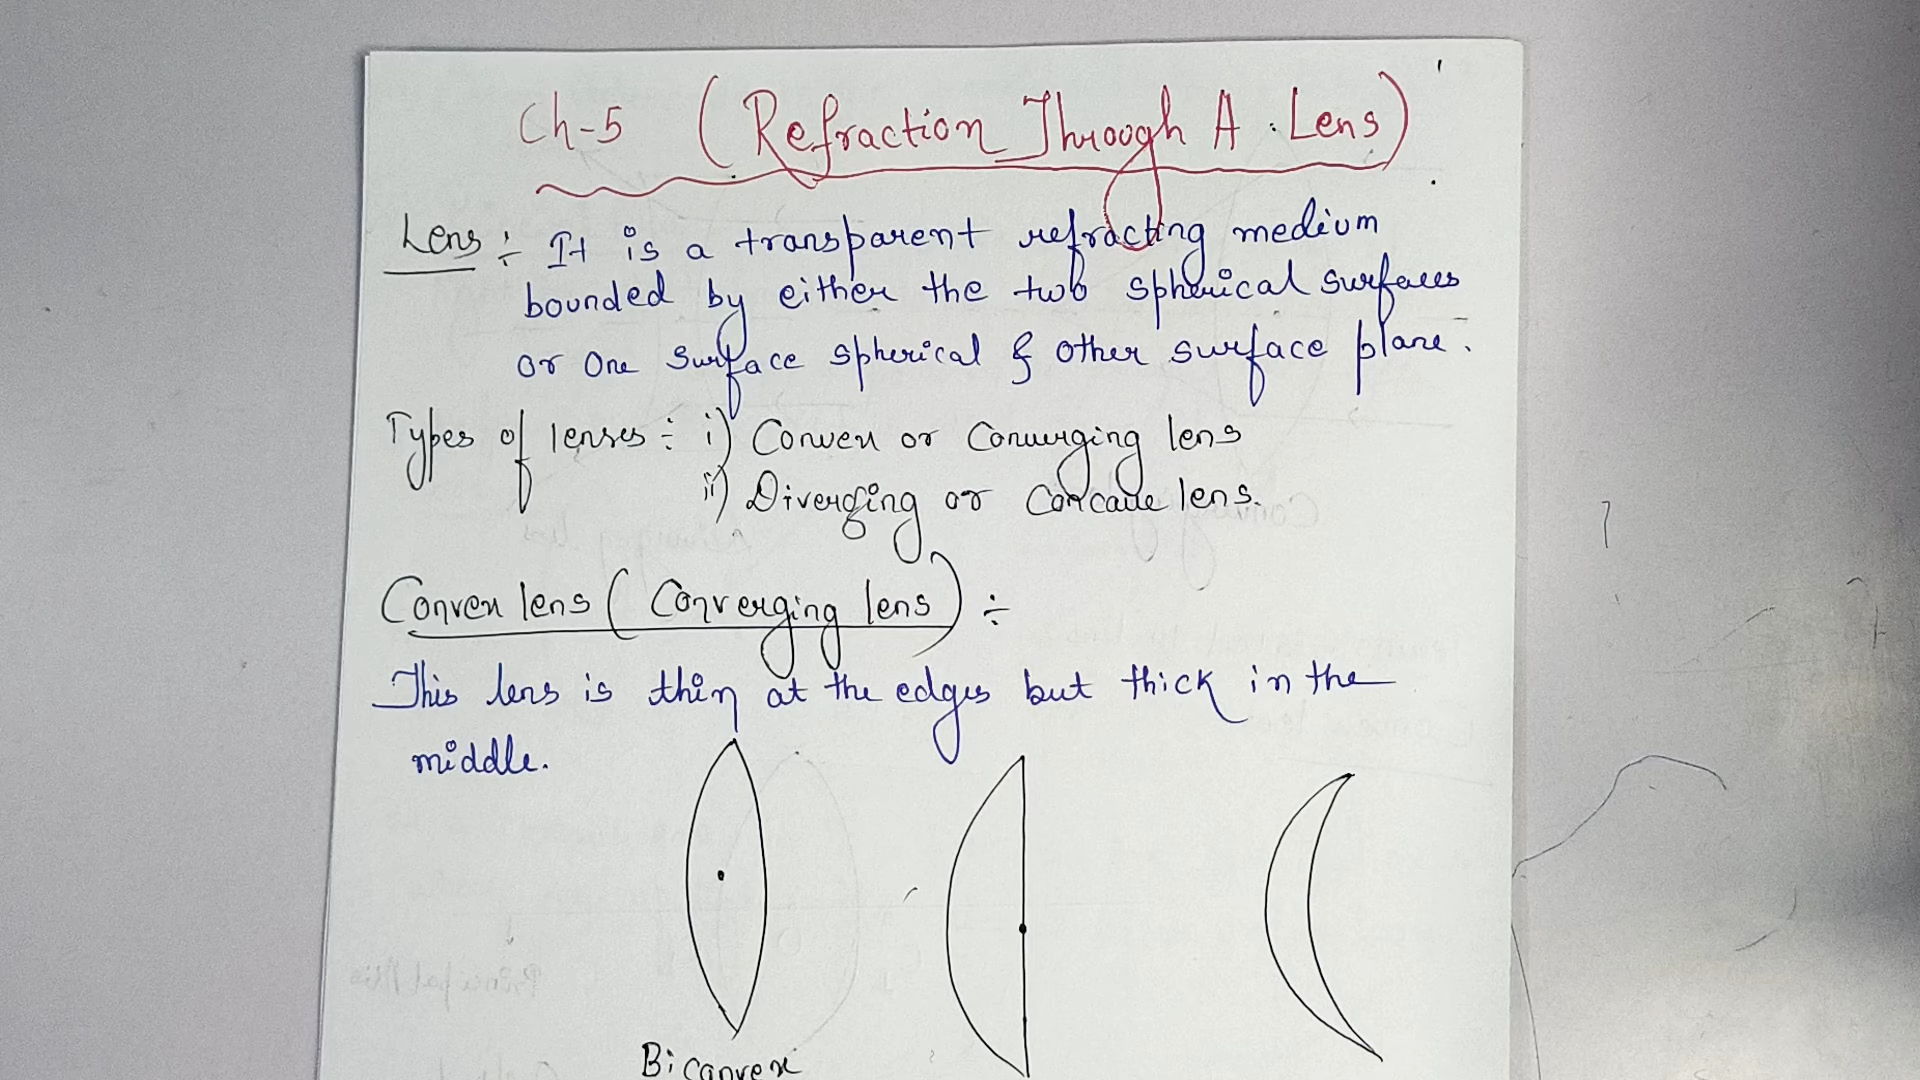 Ch-5 (Refraction Through A Lens)
Lens :- It is a transparent refracting medium
bounded by either the two spherical surfaces
or One surface spherical & other surface plane.
Types of lenses :- i) Convex or Converging lens
ii) Diverging or Concave lens.
Convex lens (Converging lens) :-
This lens is thin at the edges but thick in the
middle.
Biconvex